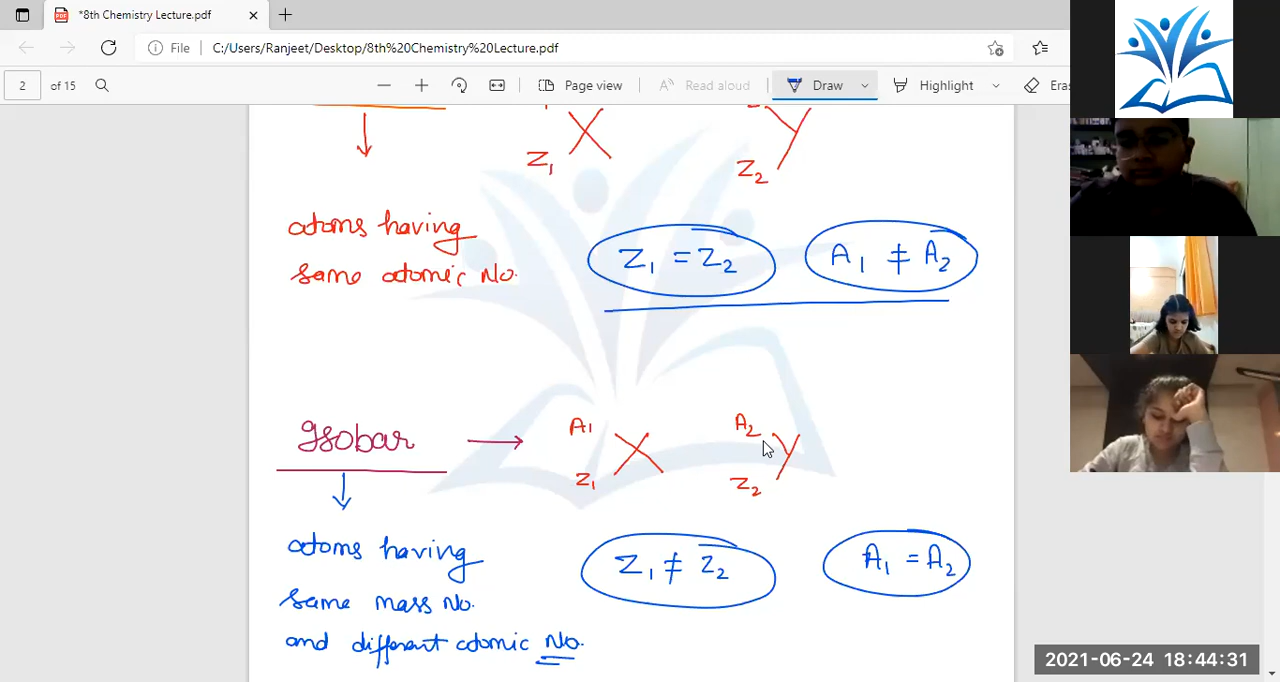 *8th Chemistry Lecture.pdf
File C:/Users/Ranjeet/Desktop/8th%20Chemistry%20Lecture.pdf
2 of 15 Page view Read aloud Draw Highlight Eras
X Y
Z₁ Z₂
atoms having
same atomic No.
Z₁ = Z₂ A₁ ≠ A₂
Isobar → A₁ X Z₁ A₂ Y Z₂
atoms having
same mass No.
and different atomic No.
Z₁ ≠ Z₂ A₁ = A₂
2021-06-24 18:44:31